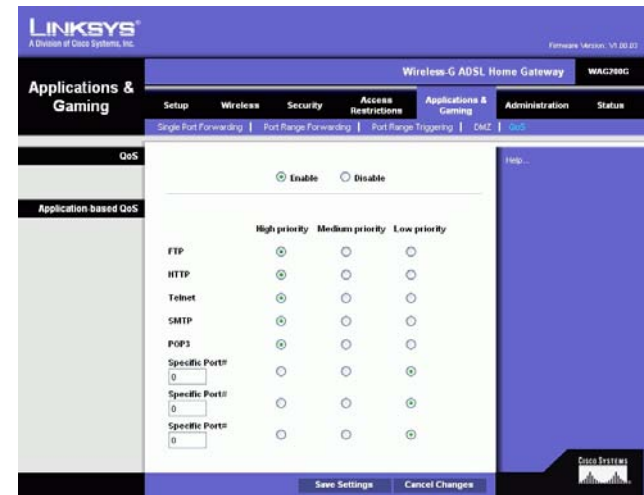 LINKSYS®
A Division of Cisco Systems, Inc.
Firmware Version: V1.00.03
Wireless-G ADSL Home Gateway WAG200G
Applications & Gaming
Setup Wireless Security Access Restrictions Applications & Gaming Administration Status
Single Port Forwarding | Port Range Forwarding | Port Range Triggering | DMZ | QoS
QoS
Enable Disable
Help...
Application-based QoS
High priority Medium priority Low priority
FTP
HTTP
Telnet
SMTP
POP3
Specific Port#
0
Specific Port#
0
Specific Port#
0
Save Settings Cancel Changes
CISCO SYSTEMS